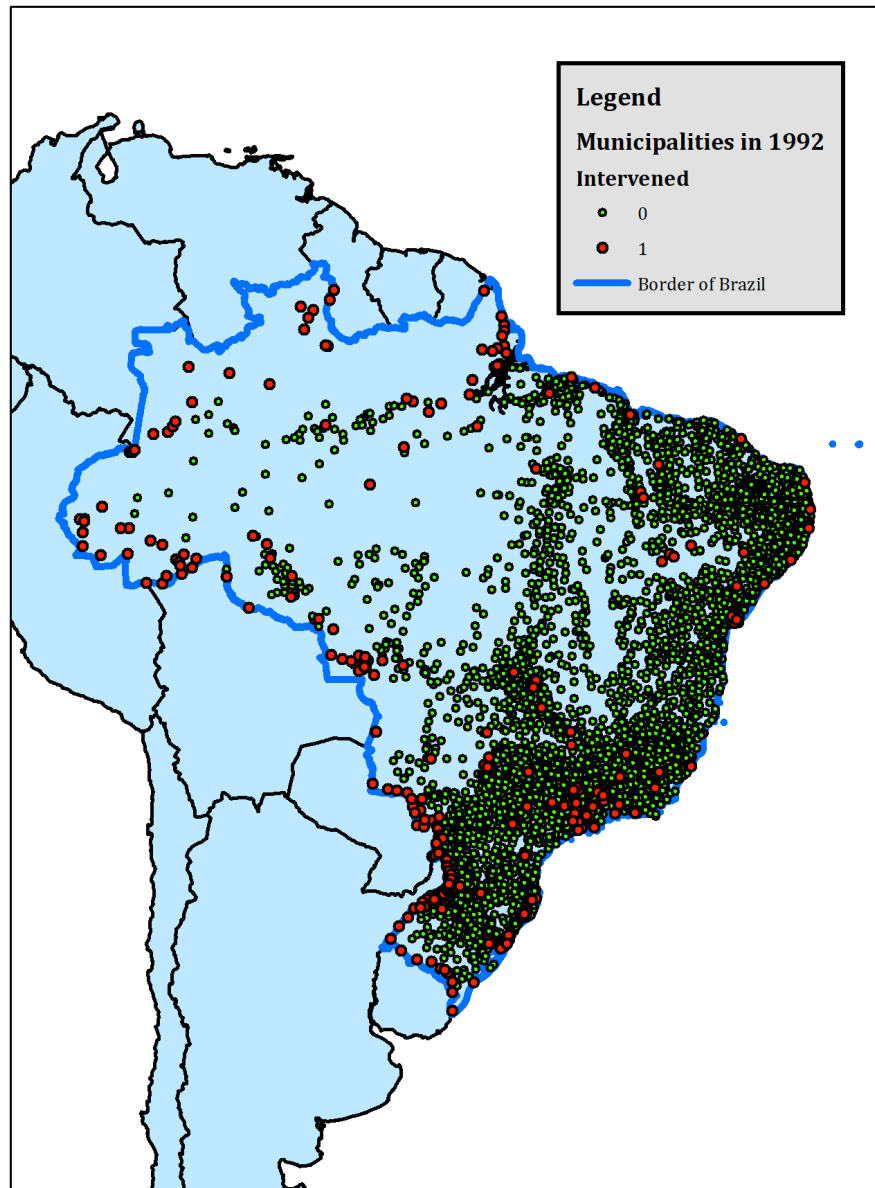 Legend
Municipalities in 1992
Intervened
0
1
Border of Brazil